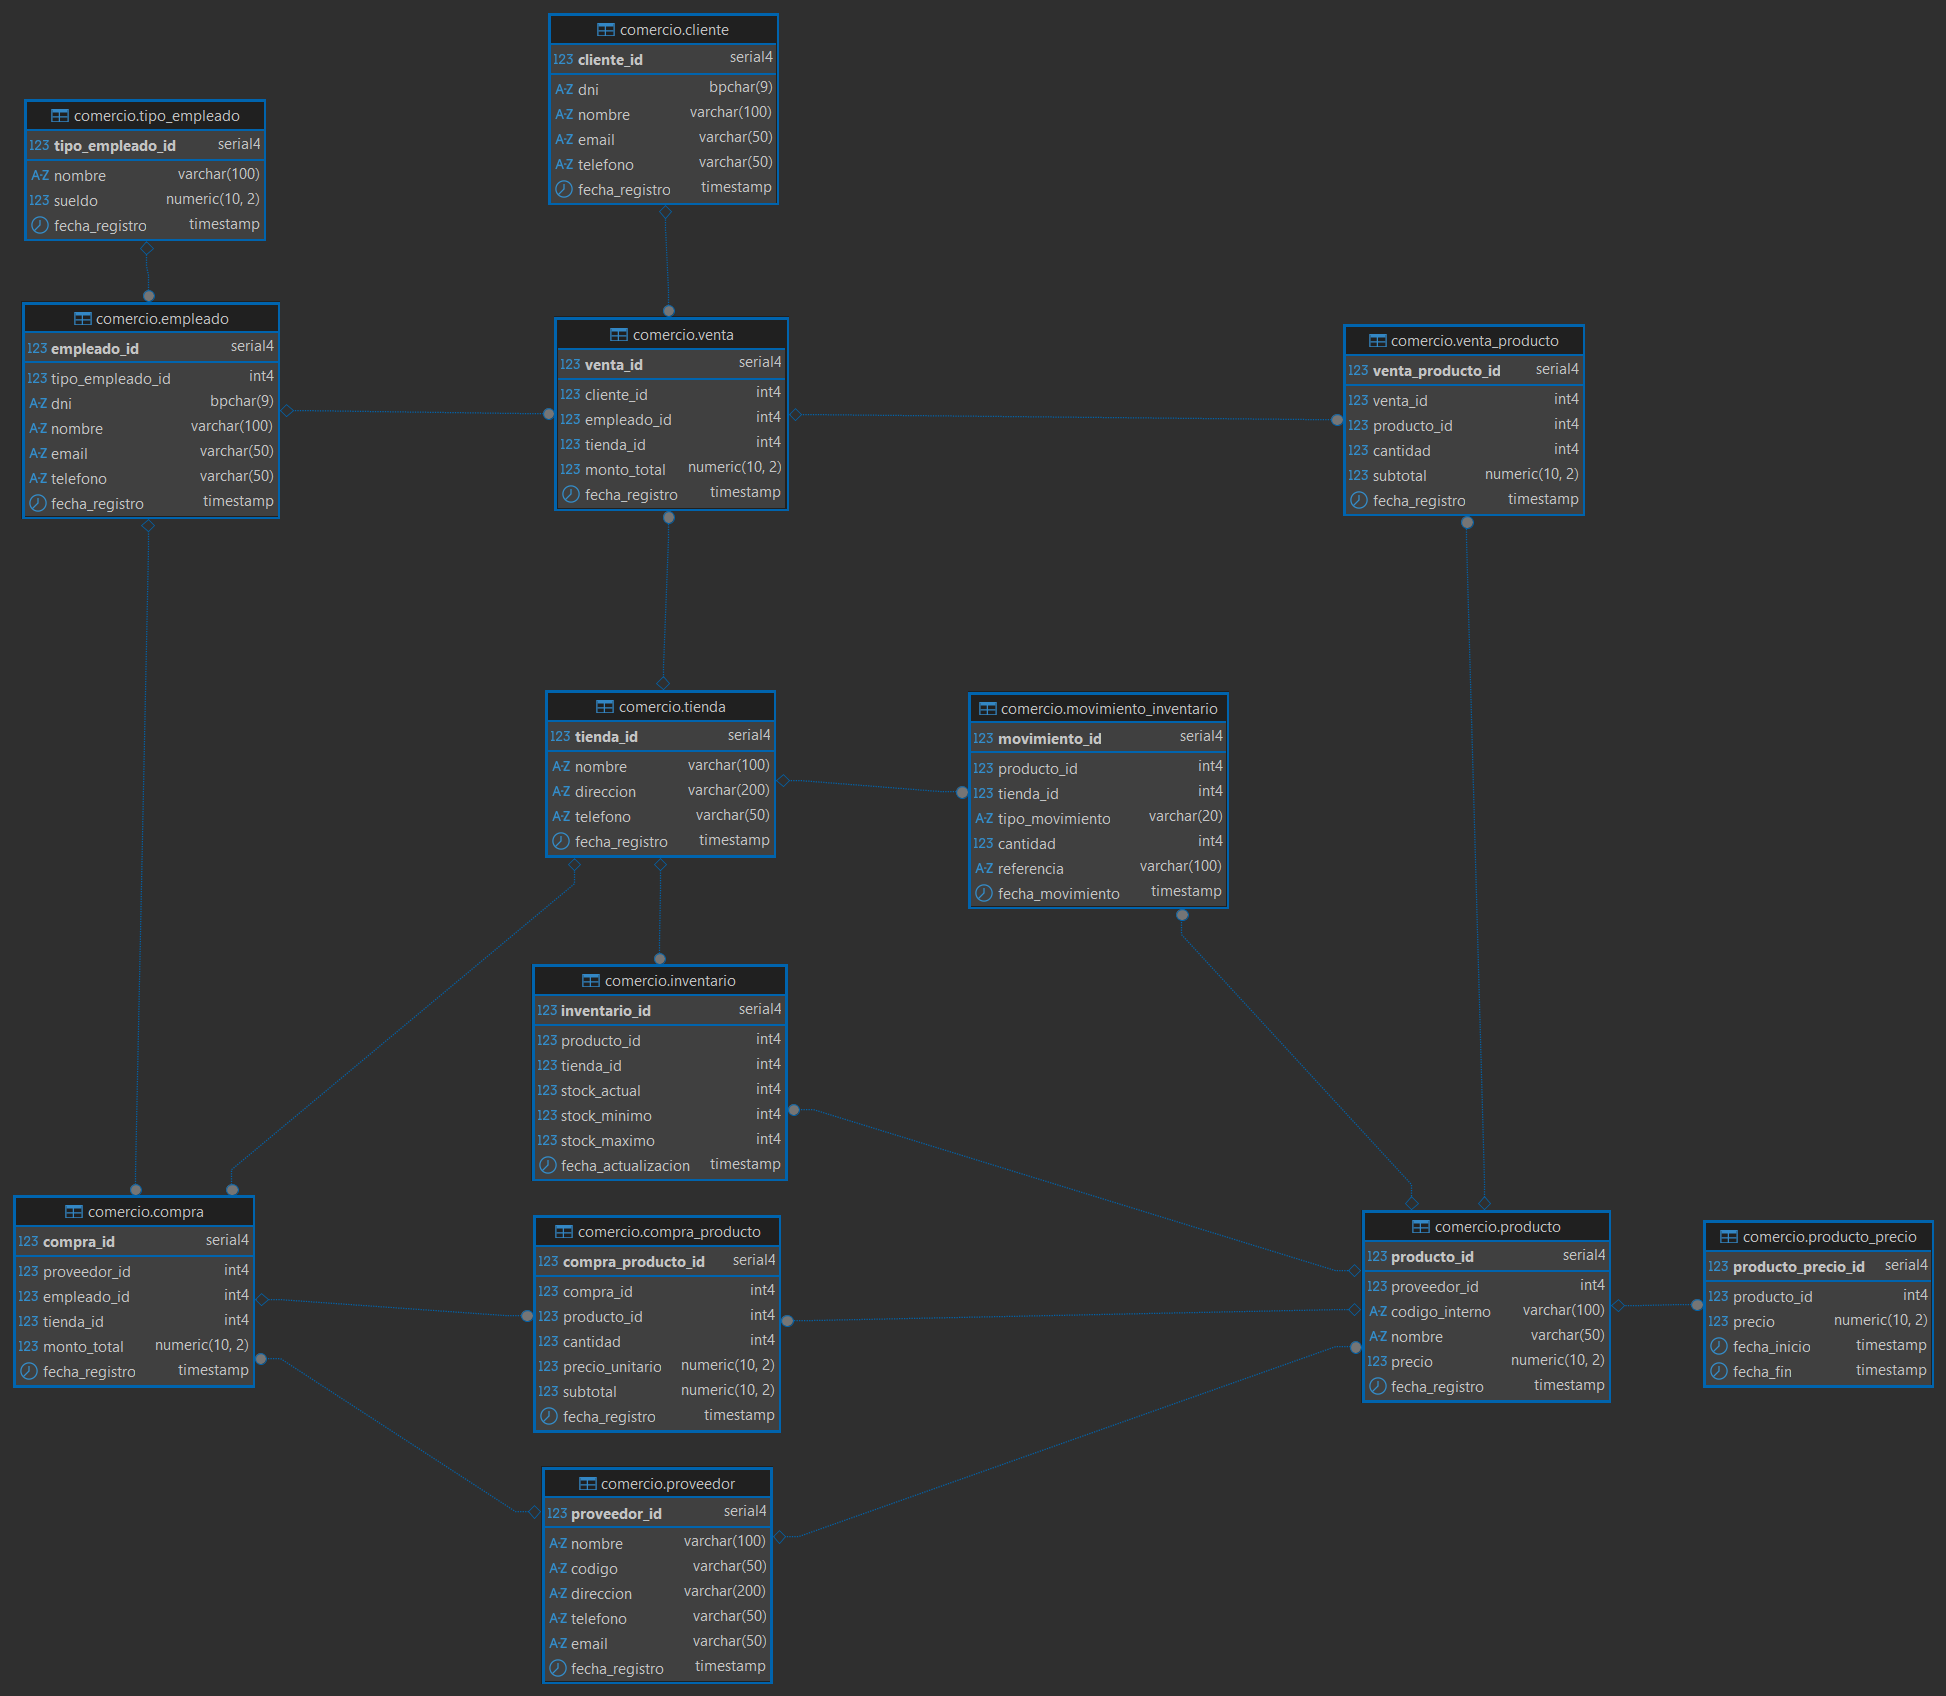 comercio.cliente
123 cliente_id serial4
A-Z dni bpchar(9)
A-Z nombre varchar(100)
A-Z email varchar(50)
A-Z telefono varchar(50)
fecha_registro timestamp
comercio.tipo_empleado
123 tipo_empleado_id serial4
A-Z nombre varchar(100)
123 sueldo numeric(10, 2)
fecha_registro timestamp
comercio.empleado
123 empleado_id serial4
123 tipo_empleado_id int4
A-Z dni bpchar(9)
A-Z nombre varchar(100)
A-Z email varchar(50)
A-Z telefono varchar(50)
fecha_registro timestamp
comercio.venta
123 venta_id serial4
123 cliente_id int4
123 empleado_id int4
123 tienda_id int4
123 monto_total numeric(10, 2)
fecha_registro timestamp
comercio.venta_producto
123 venta_producto_id serial4
123 venta_id int4
123 producto_id int4
123 cantidad int4
123 subtotal numeric(10, 2)
fecha_registro timestamp
comercio.tienda
123 tienda_id serial4
A-Z nombre varchar(100)
A-Z direccion varchar(200)
A-Z telefono varchar(50)
fecha_registro timestamp
comercio.movimiento_inventario
123 movimiento_id serial4
123 producto_id int4
123 tienda_id int4
A-Z tipo_movimiento varchar(20)
123 cantidad int4
A-Z referencia varchar(100)
fecha_movimiento timestamp
comercio.inventario
123 inventario_id serial4
123 producto_id int4
123 tienda_id int4
123 stock_actual int4
123 stock_minimo int4
123 stock_maximo int4
fecha_actualizacion timestamp
comercio.compra
123 compra_id serial4
123 proveedor_id int4
123 empleado_id int4
123 tienda_id int4
123 monto_total numeric(10, 2)
fecha_registro timestamp
comercio.compra_producto
123 compra_producto_id serial4
123 compra_id int4
123 producto_id int4
123 cantidad int4
123 precio_unitario numeric(10, 2)
123 subtotal numeric(10, 2)
fecha_registro timestamp
comercio.producto
123 producto_id serial4
123 proveedor_id int4
A-Z codigo_interno varchar(100)
A-Z nombre varchar(50)
123 precio numeric(10, 2)
fecha_registro timestamp
comercio.producto_precio
123 producto_precio_id serial4
123 producto_id int4
123 precio numeric(10, 2)
fecha_inicio timestamp
fecha_fin timestamp
comercio.proveedor
123 proveedor_id serial4
A-Z nombre varchar(100)
A-Z codigo varchar(50)
A-Z direccion varchar(200)
A-Z telefono varchar(50)
A-Z email varchar(50)
fecha_registro timestamp